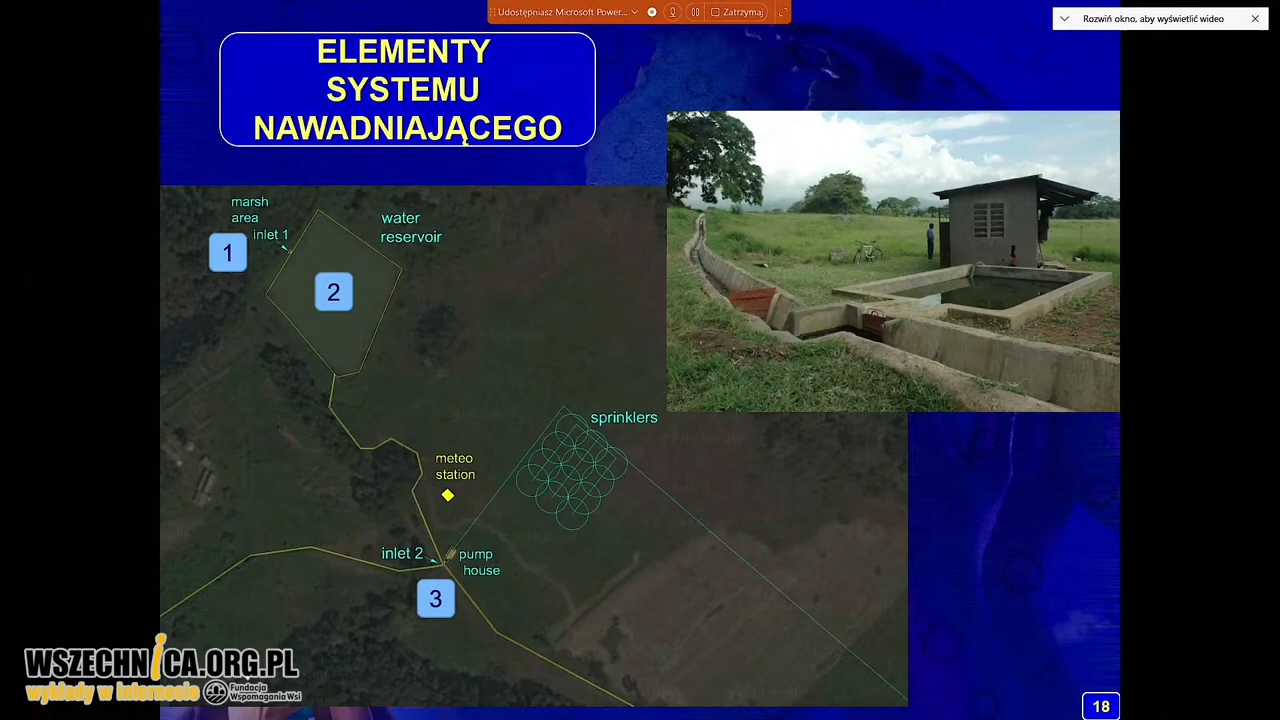 Udostępniasz Microsoft Power...
Zatrzymaj
Rozwiń okno, aby wyświetlić wideo
ELEMENTY
SYSTEMU
NAWADNIAJĄCEGO
marsh
area
inlet 1
water
reservoir
1
2
sprinklers
meteo
station
inlet 2
pump
house
3
WSZECHNICA.ORG.PL
wykłady w Internecie
Fundacja
Wspomagania Wsi
18